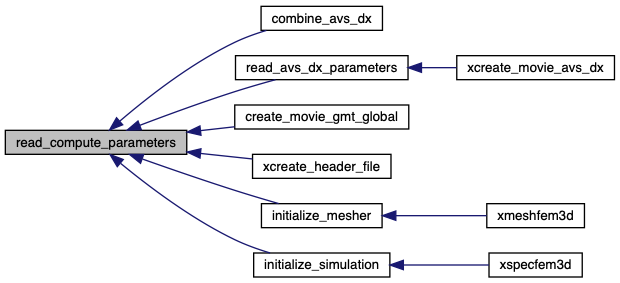 combine_avs_dx
read_avs_dx_parameters
xcreate_movie_avs_dx
create_movie_gmt_global
read_compute_parameters
xcreate_header_file
initialize_mesher
xmeshfem3d
initialize_simulation
xspecfem3d